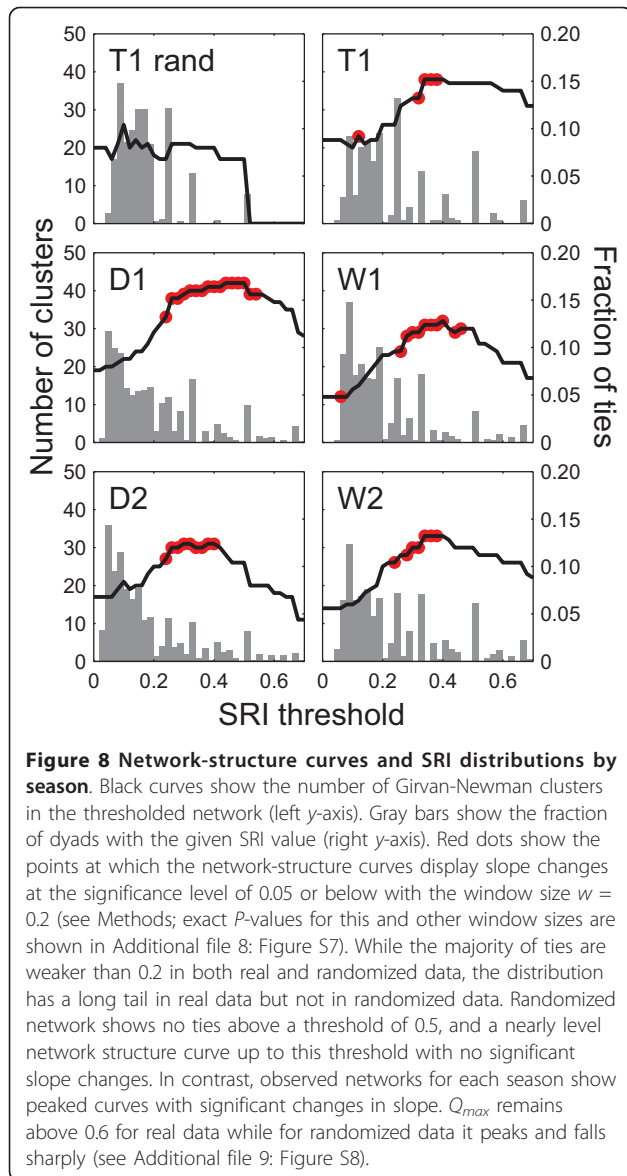 50
40
30
20
10
0
T1 rand
T1
0.20
0.15
0.10
0.05
0
Number of clusters
50
40
30
20
10
0
D1
W1
0.20
0.15
0.10
0.05
0
Fraction of ties
50
40
30
20
10
0
D2
W2
0.20
0.15
0.10
0.05
0
0 0.2 0.4 0.6
0 0.2 0.4 0.6
SRI threshold
Figure 8 Network-structure curves and SRI distributions by
season. Black curves show the number of Girvan-Newman clusters
in the thresholded network (left y-axis). Gray bars show the fraction
of dyads with the given SRI value (right y-axis). Red dots show the
points at which the network-structure curves display slope changes
at the significance level of 0.05 or below with the window size w =
0.2 (see Methods; exact P-values for this and other window sizes are
shown in Additional file 8: Figure S7). While the majority of ties are
weaker than 0.2 in both real and randomized data, the distribution
has a long tail in real data but not in randomized data. Randomized
network shows no ties above a threshold of 0.5, and a nearly level
network structure curve up to this threshold with no significant
slope changes. In contrast, observed networks for each season show
peaked curves with significant changes in slope. Qmax remains
above 0.6 for real data while for randomized data it peaks and falls
sharply (see Additional file 9: Figure S8).